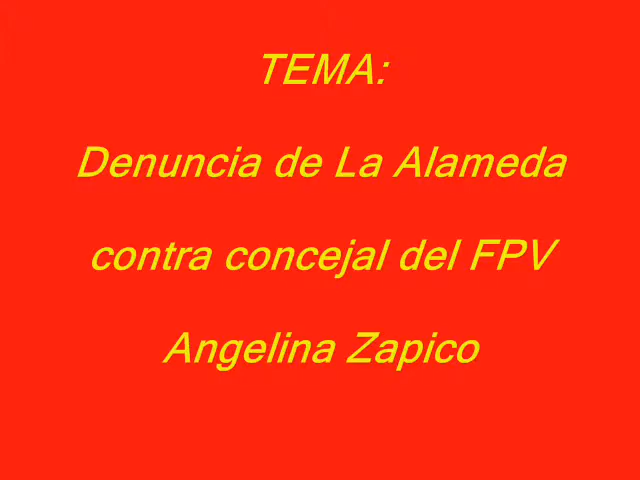 TEMA:
Denuncia de La Alameda
contra concejal del FPV
Angelina Zapico